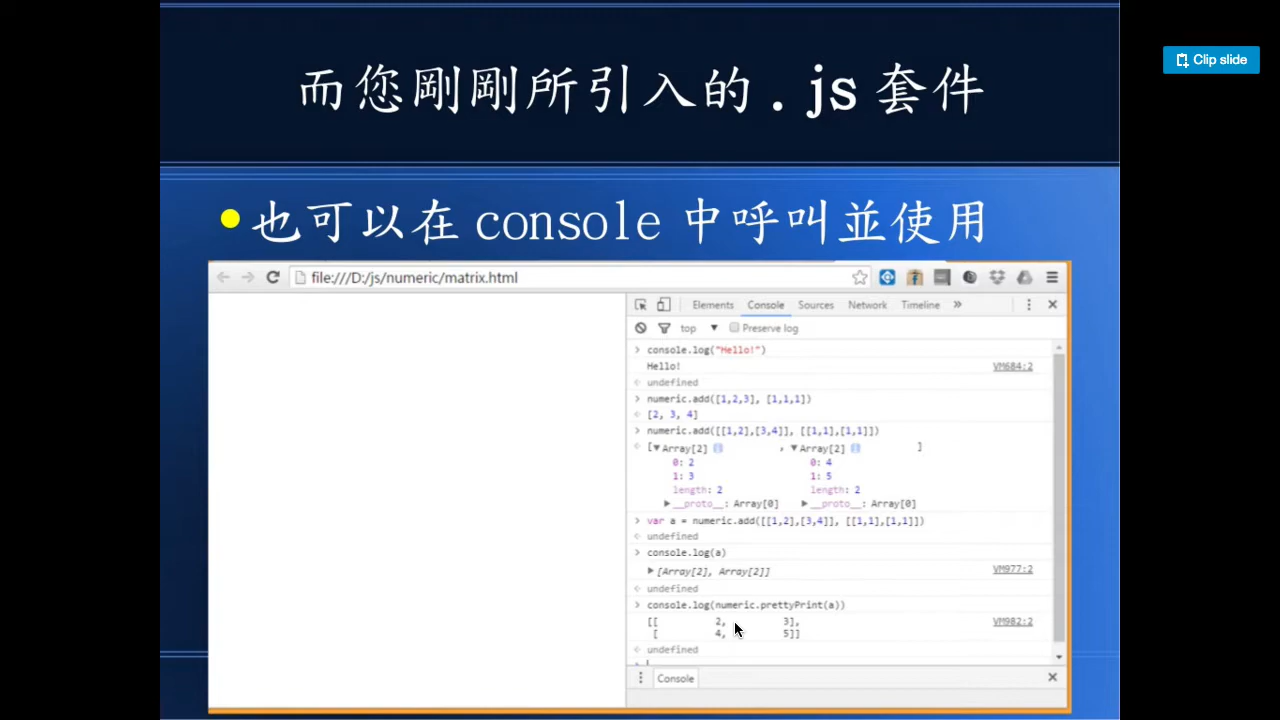 Clip slide
而您剛剛所引入的.js套件
也可以在 console 中呼叫並使用
file:///D:/js/numeric/matrix.html
Elements Console Sources Network Timeline »
top ▼ Preserve log
> console.log("Hello!")
Hello! VM684:2
< undefined
> numeric.add([1,2,3], [1,1,1])
< [2, 3, 4]
> numeric.add([[1,2],[3,4]], [[1,1],[1,1]])
< [▼Array[2] , ▼Array[2] ]
0: 2 0: 4
1: 3 1: 5
length: 2 length: 2
▶__proto__: Array[0] ▶__proto__: Array[0]
> var a = numeric.add([[1,2],[3,4]], [[1,1],[1,1]])
< undefined
> console.log(a)
▶[Array[2], Array[2]] VM977:2
< undefined
> console.log(numeric.prettyPrint(a))
[[ 2, 3], VM982:2
[ 4, 5]]
< undefined
>
Console